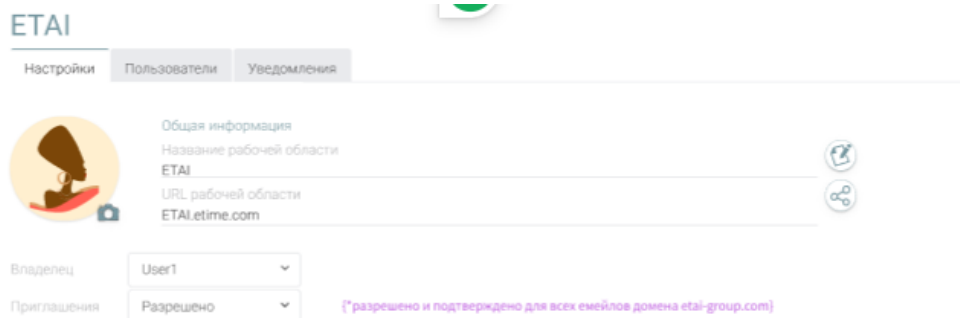 ETAI
Настройки Пользователи Уведомления
Общая информация
Название рабочей области
ETAI
URL рабочей области
ETAI.etime.com
Владелец User1
Приглашения Разрешено {*разрешено и подтверждено для всех емейлов домена etai-group.com}